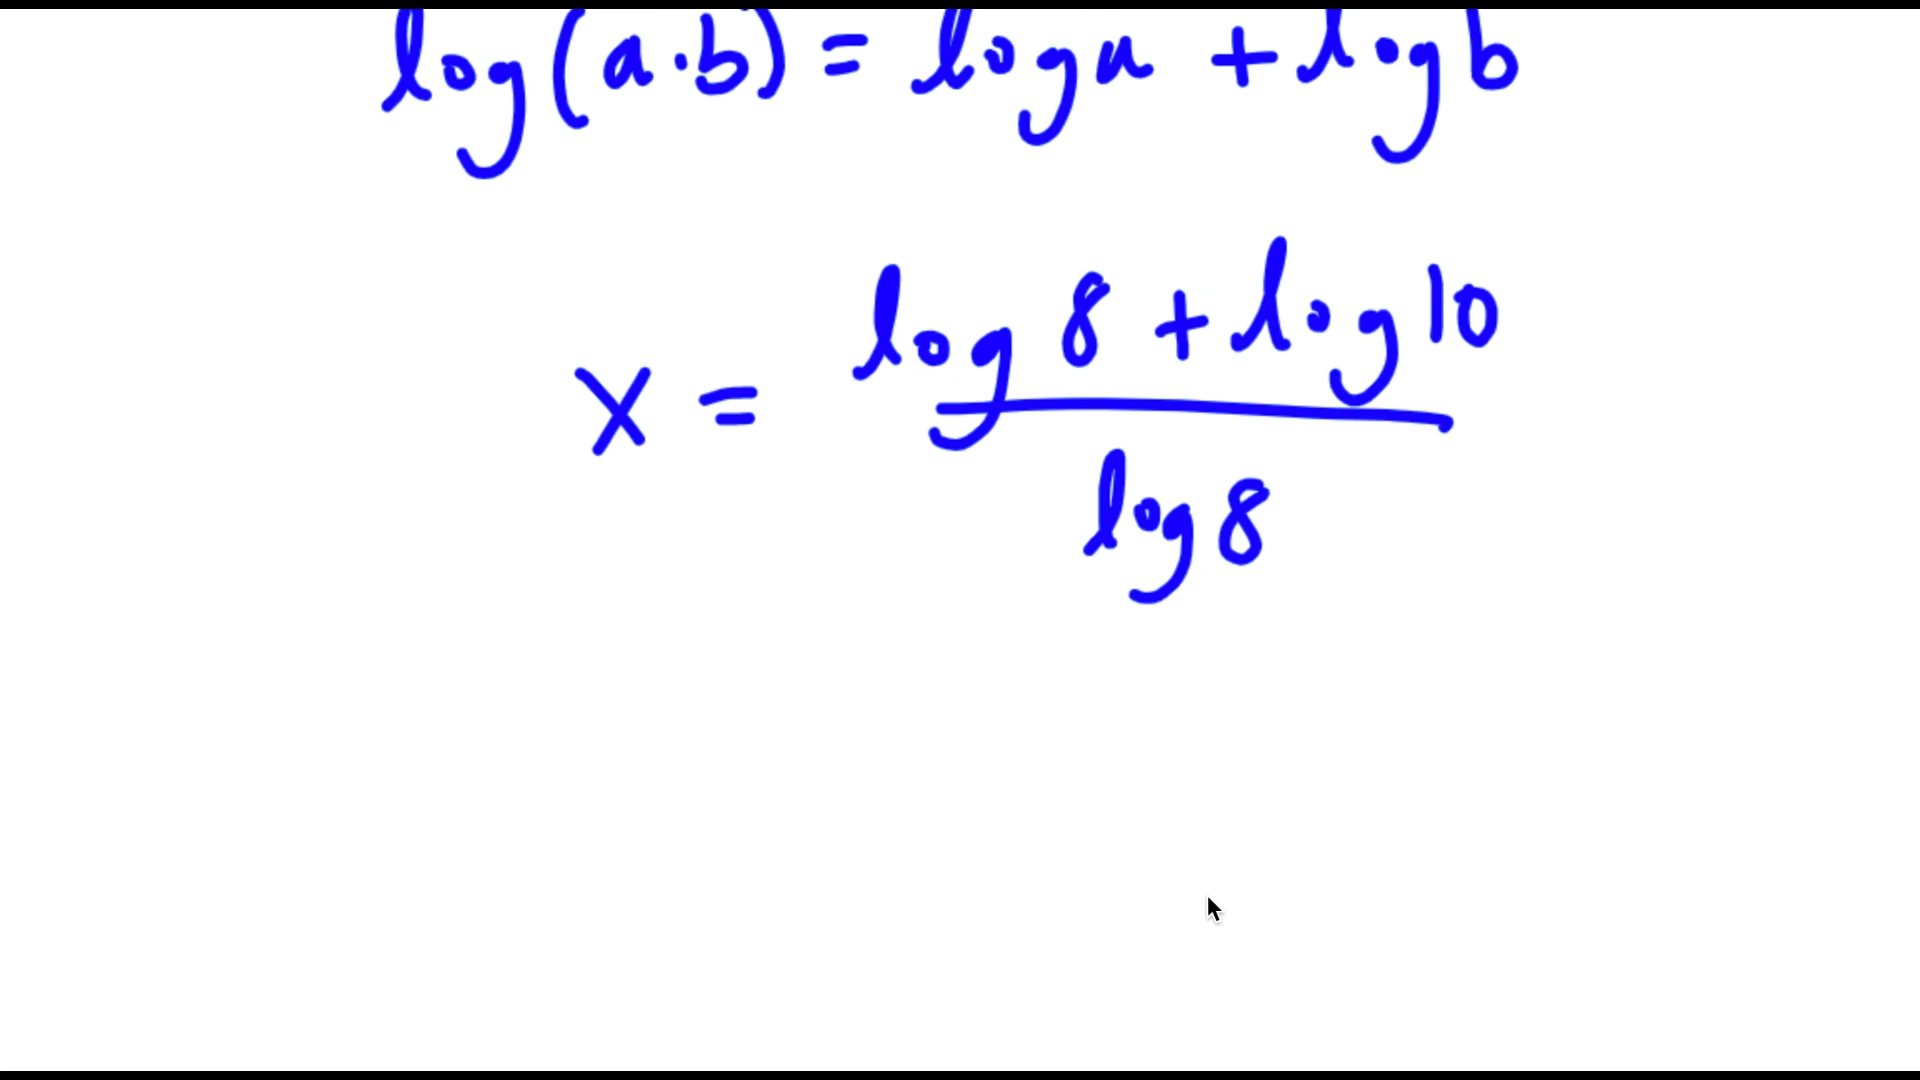 log(a·b) = log a + log b
x = (log 8 + log 10) / log 8